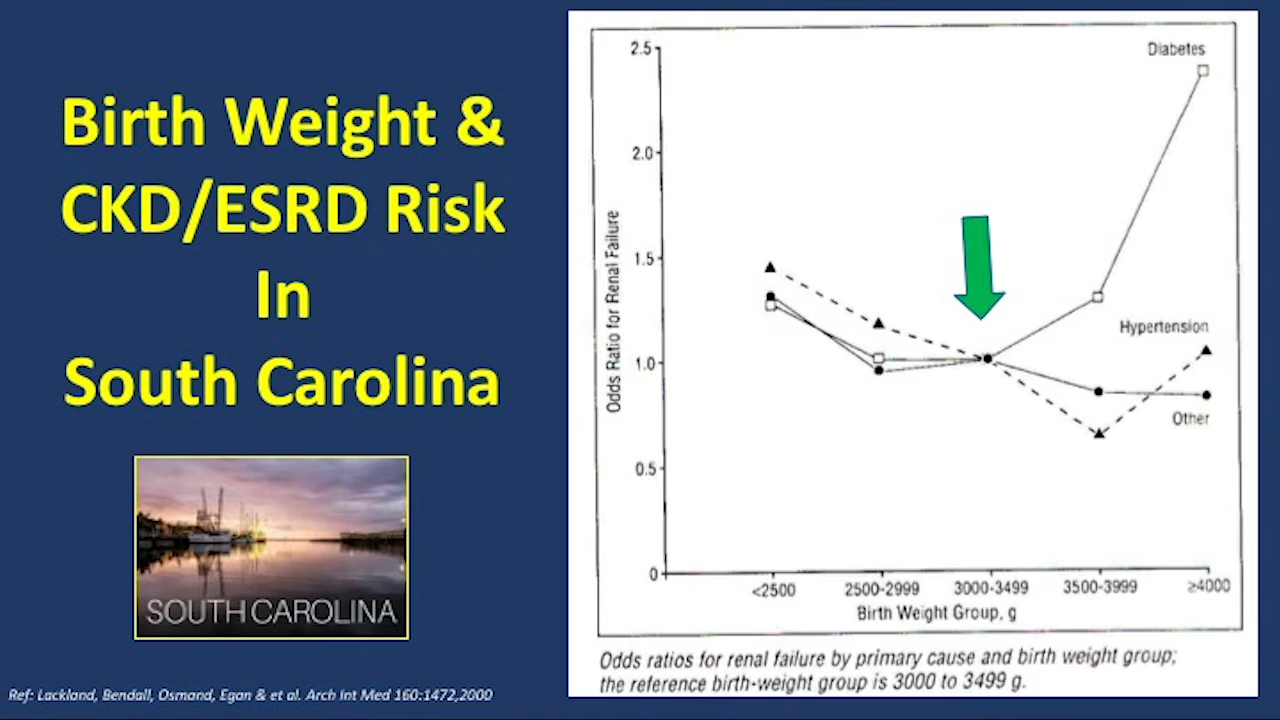 Birth Weight &
CKD/ESRD Risk
In
South Carolina
SOUTH CAROLINA
Ref: Lackland, Bendall, Osmand, Egan & et al. Arch Int Med 160:1472,2000
2.5
2.0
1.5
1.0
0.5
0
Odds Ratio for Renal Failure
Diabetes
Hypertension
Other
<2500 2500-2999 3000-3499 3500-3999 ≥4000
Birth Weight Group, g
Odds ratios for renal failure by primary cause and birth weight group;
the reference birth-weight group is 3000 to 3499 g.